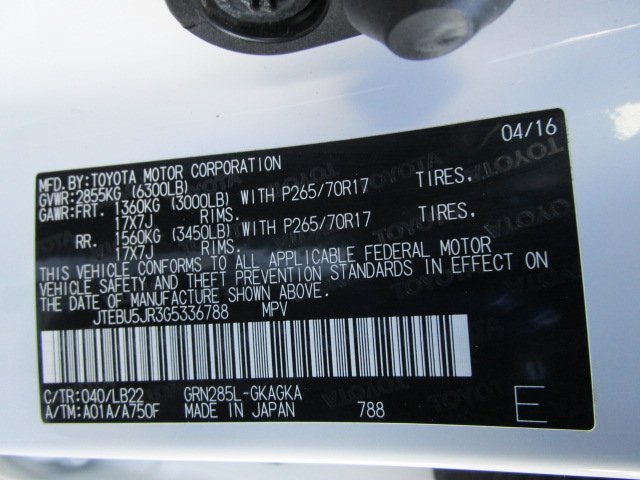 04/16
MFD.BY:TOYOTA MOTOR CORPORATION
GVWR:2855KG (6300LB)
GAWR:FRT. 1360KG (3000LB) WITH P265/70R17 TIRES.
17X7J RIMS.
RR. 1560KG (3450LB) WITH P265/70R17 TIRES.
17X7J RIMS.
THIS VEHICLE CONFORMS TO ALL APPLICABLE FEDERAL MOTOR
VEHICLE SAFETY AND THEFT PREVENTION STANDARDS IN EFFECT ON
THE DATE OF MANUFACTURE SHOWN ABOVE.
JTEBU5JR3G5336788 MPV
C/TR:040/LB22 GRN285L-GKAGKA
A/TM:A01A/A750F MADE IN JAPAN 788 E